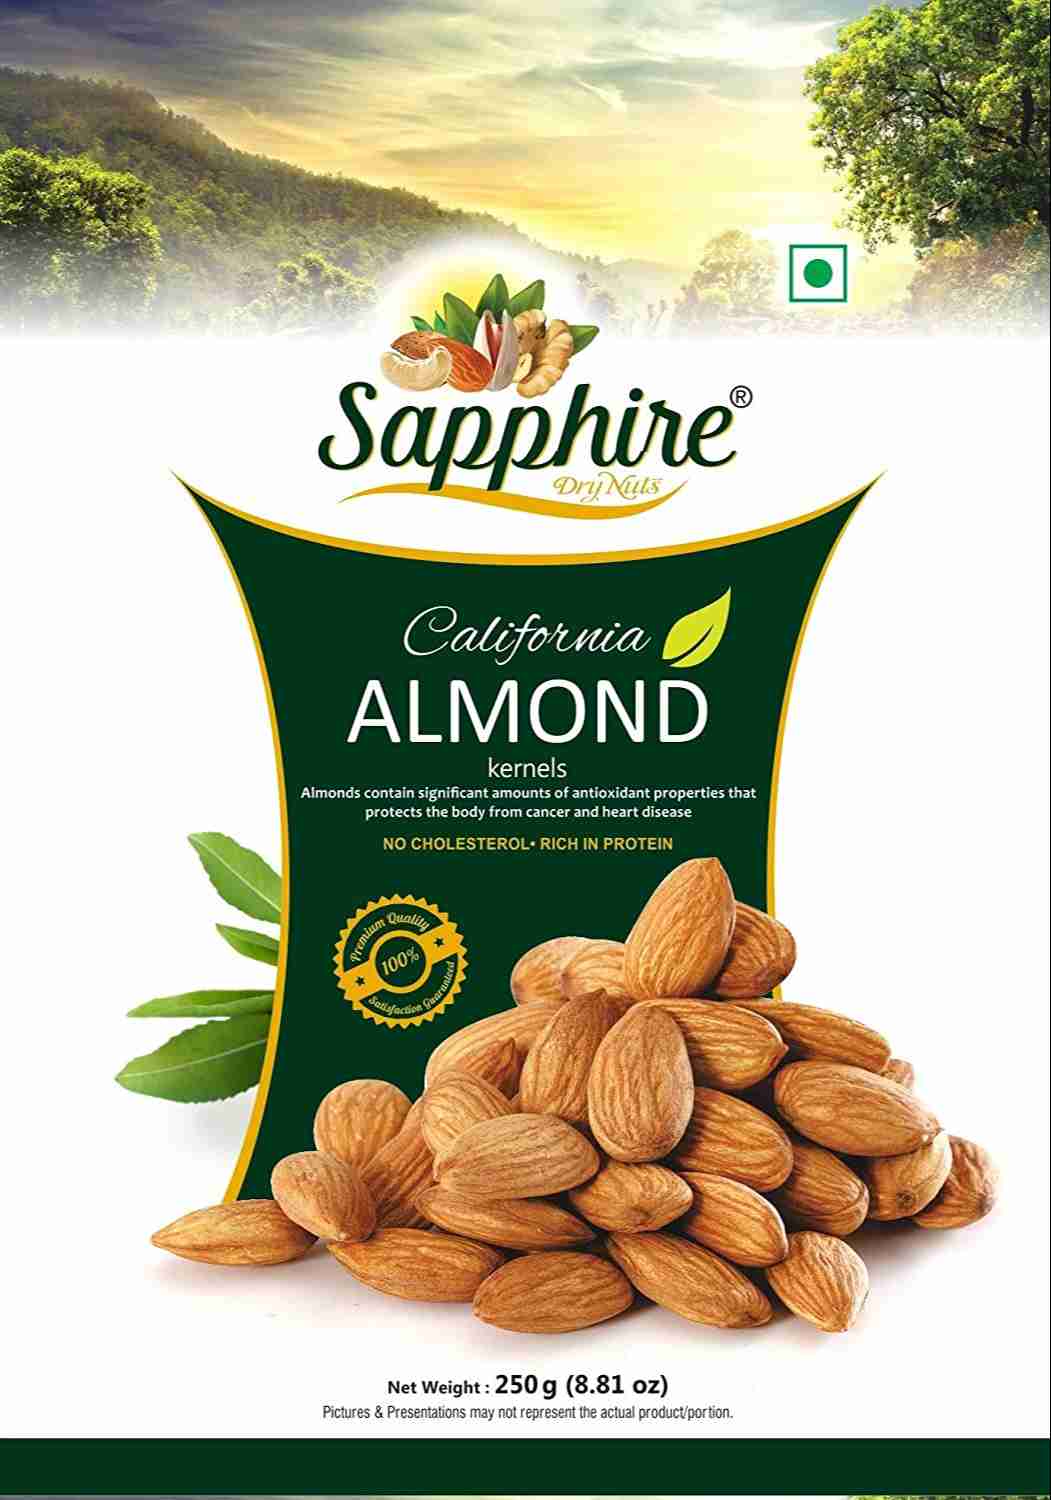 Sapphire®
Dry Nuts
California
ALMOND
kernels
Almonds contain significant amounts of antioxidant properties that
protects the body from cancer and heart disease
NO CHOLESTEROL• RICH IN PROTEIN
Premium Quality
100%
Satisfaction Guaranteed
Net Weight : 250 g (8.81 oz)
Pictures & Presentations may not represent the actual product/portion.